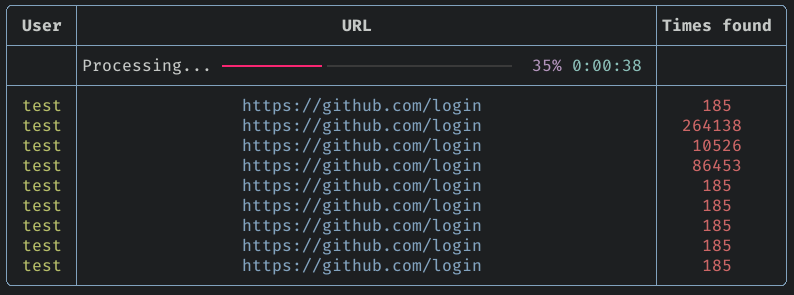 User URL Times found
Processing... 35% 0:00:38
test https://github.com/login 185
test https://github.com/login 264138
test https://github.com/login 10526
test https://github.com/login 86453
test https://github.com/login 185
test https://github.com/login 185
test https://github.com/login 185
test https://github.com/login 185
test https://github.com/login 185